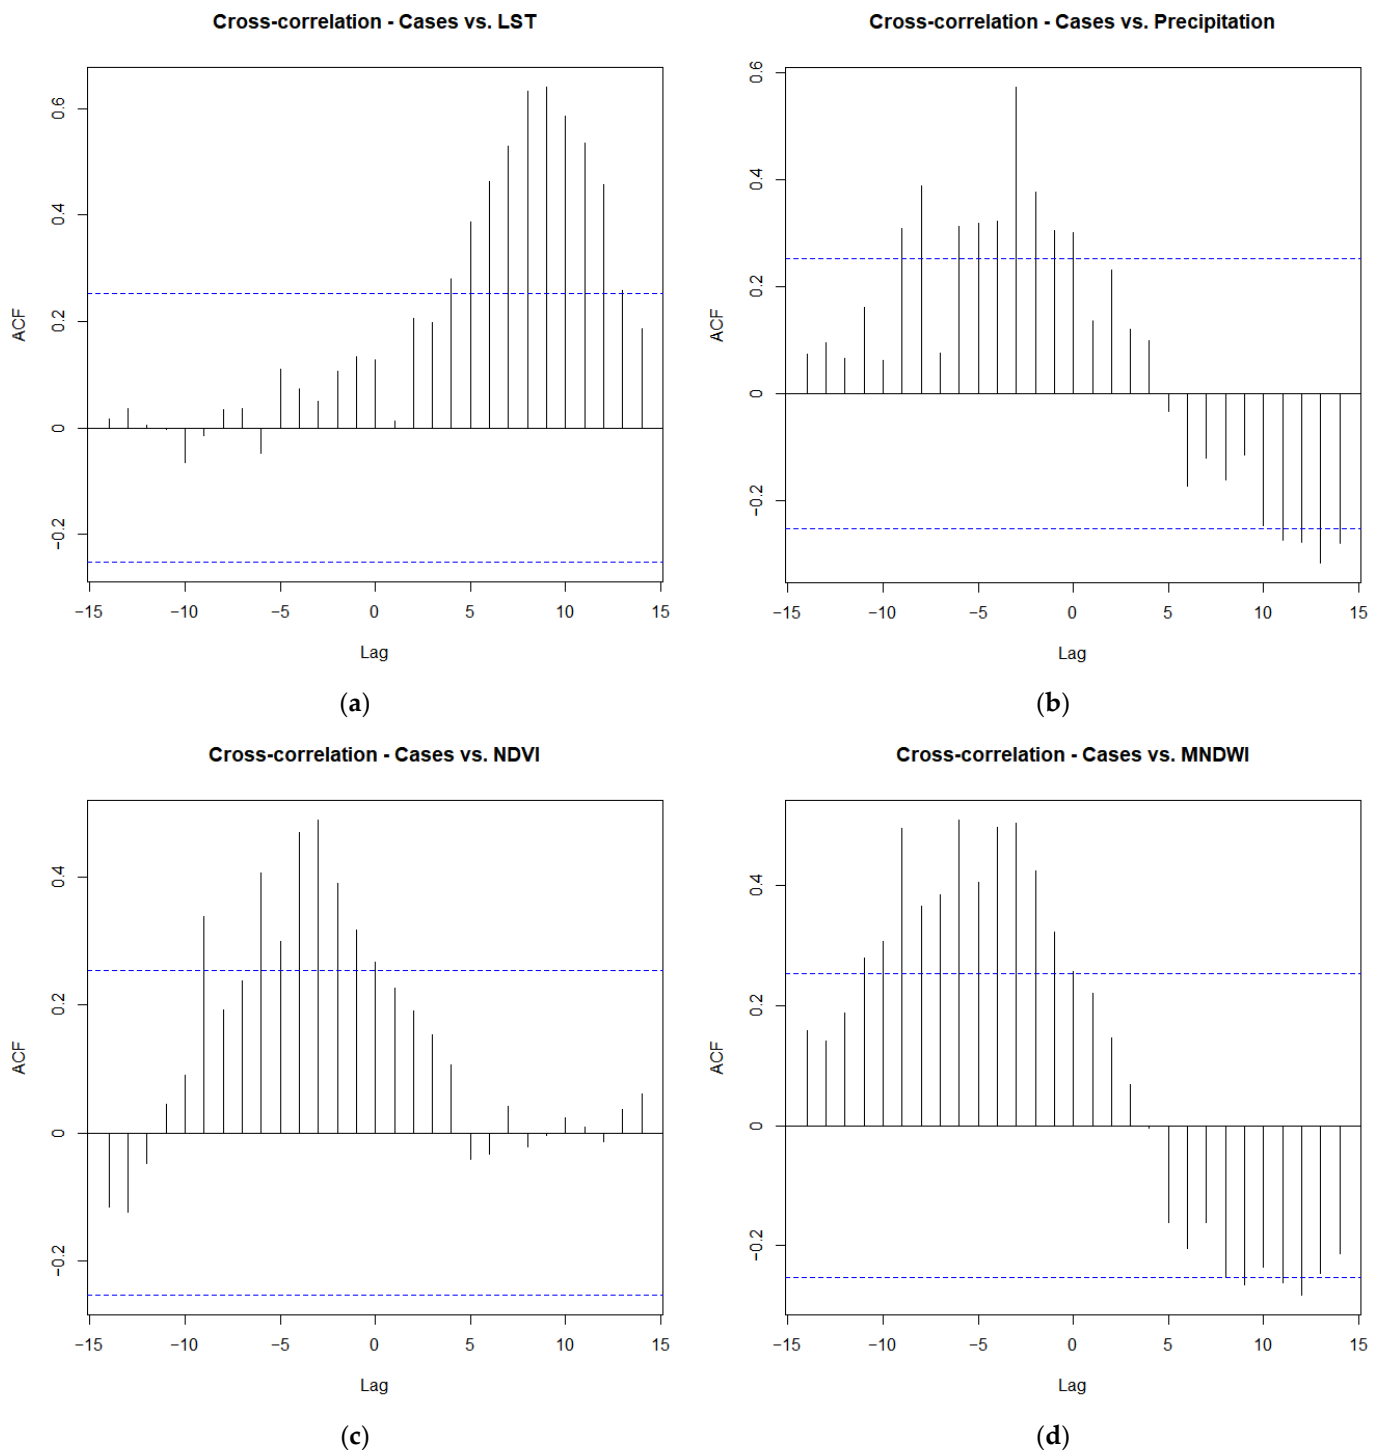 Cross-correlation - Cases vs. LST
ACF
0.6
0.4
0.2
0
−0.2
−15 −10 −5 0 5 10 15
Lag
(a)
Cross-correlation - Cases vs. Precipitation
ACF
0.6
0.4
0.2
0
−0.2
−15 −10 −5 0 5 10 15
Lag
(b)
Cross-correlation - Cases vs. NDVI
ACF
0.4
0.2
0
−0.2
−15 −10 −5 0 5 10 15
Lag
(c)
Cross-correlation - Cases vs. MNDWI
ACF
0.4
0.2
0
−0.2
−15 −10 −5 0 5 10 15
Lag
(d)